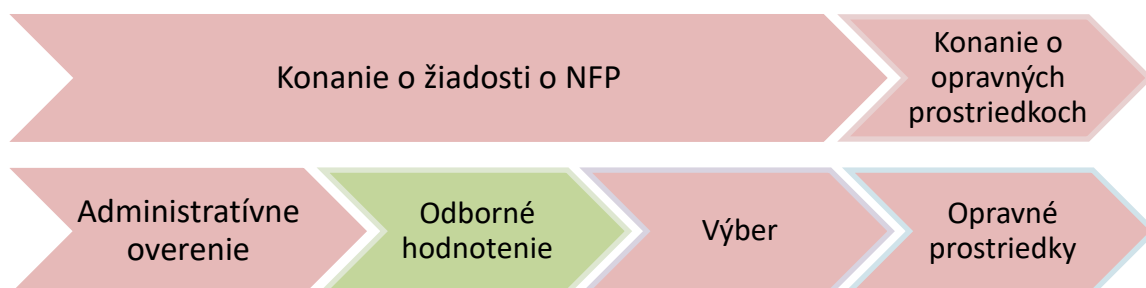 Konanie o žiadosti o NFP
Konanie o
opravných
prostriedkoch
Administratívne
overenie
Odborné
hodnotenie
Výber
Opravné
prostriedky